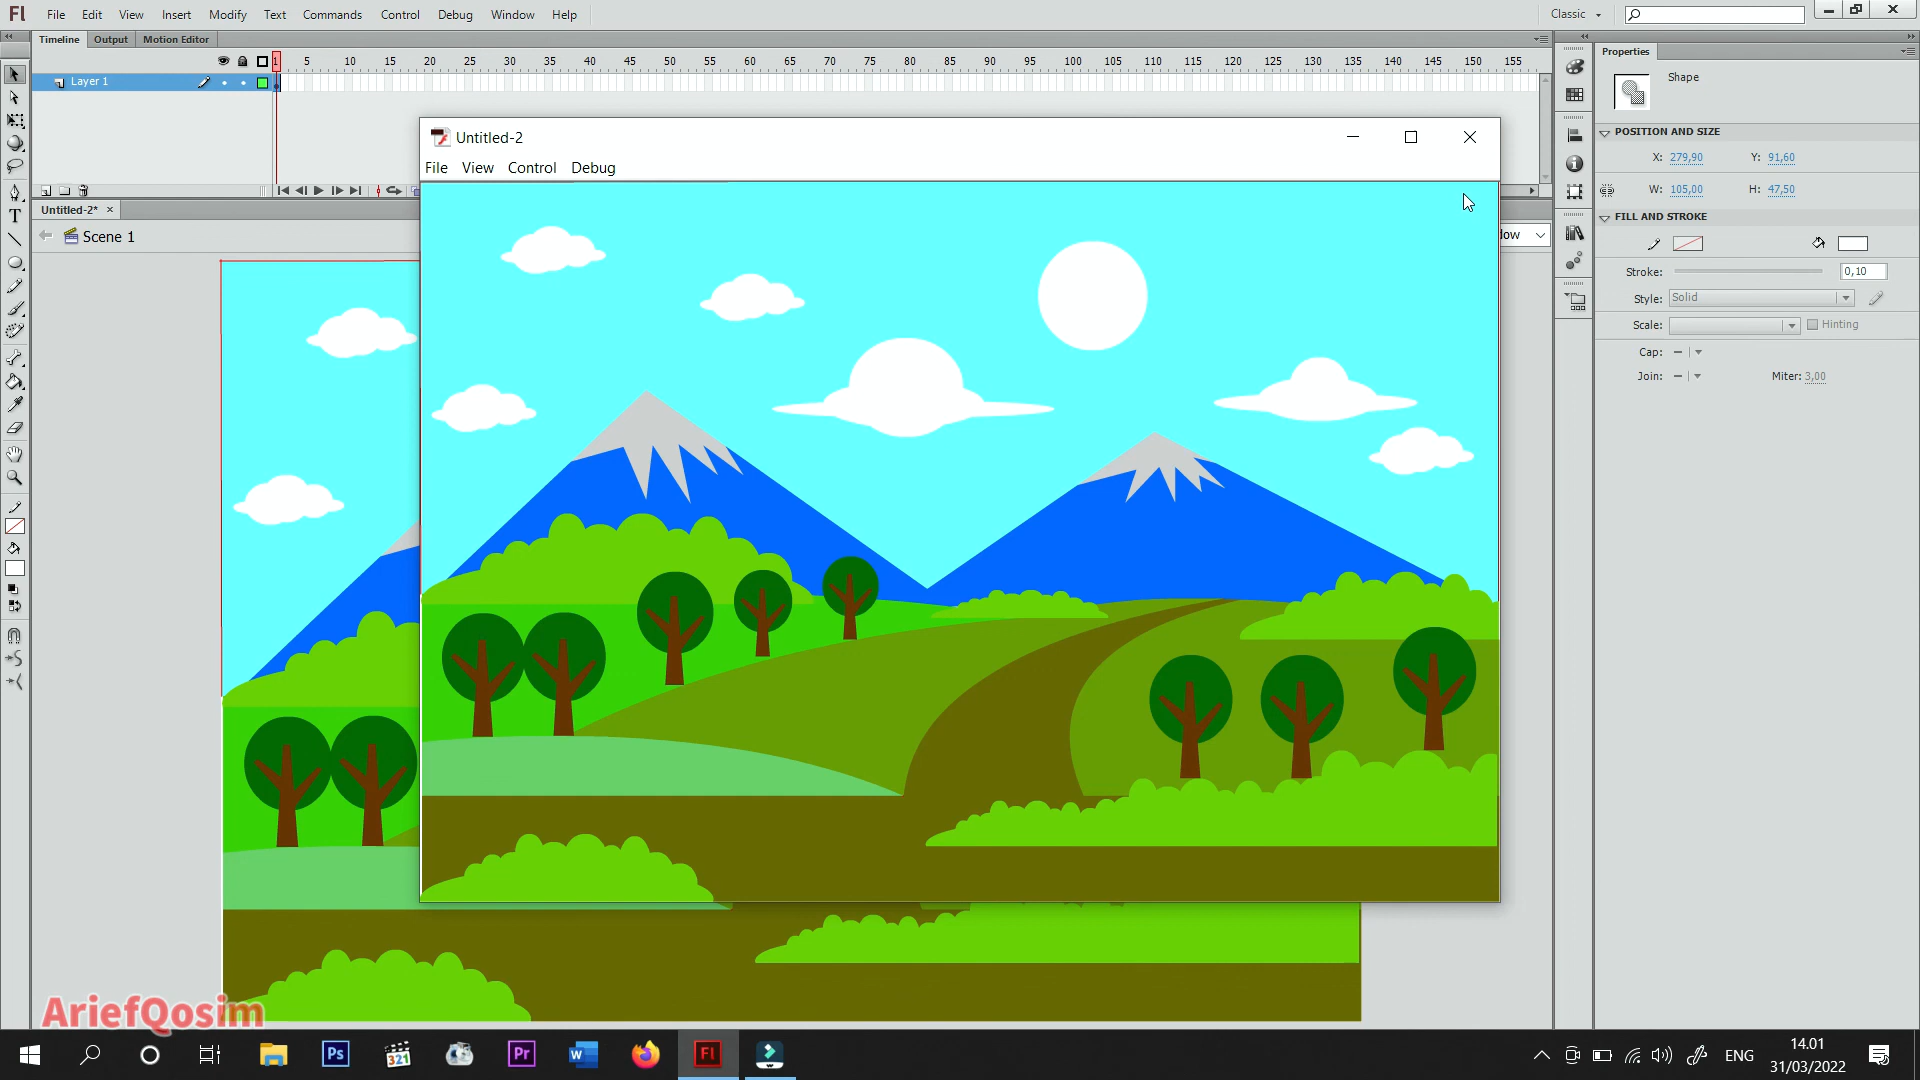 Fl File Edit View Insert Modify Text Commands Control Debug Window Help Classic
Timeline Output Motion Editor
1 5 10 15 20 25 30 35 40 45 50 55 60 65 70 75 80 85 90 95 100 105 110 115 120 125 130 135 140 145 150 155
Layer 1
Untitled-2*
Scene 1
Untitled-2
File View Control Debug
Properties
Shape
POSITION AND SIZE
X: 279,90 Y: 91,60
W: 105,00 H: 47,50
FILL AND STROKE
Stroke: 0,10
Style: Solid
Scale: Hinting
Cap:
Join: Miter: 3,00
AriefQosim
Ps 321 Pr W Fl
ENG
14.01
31/03/2022